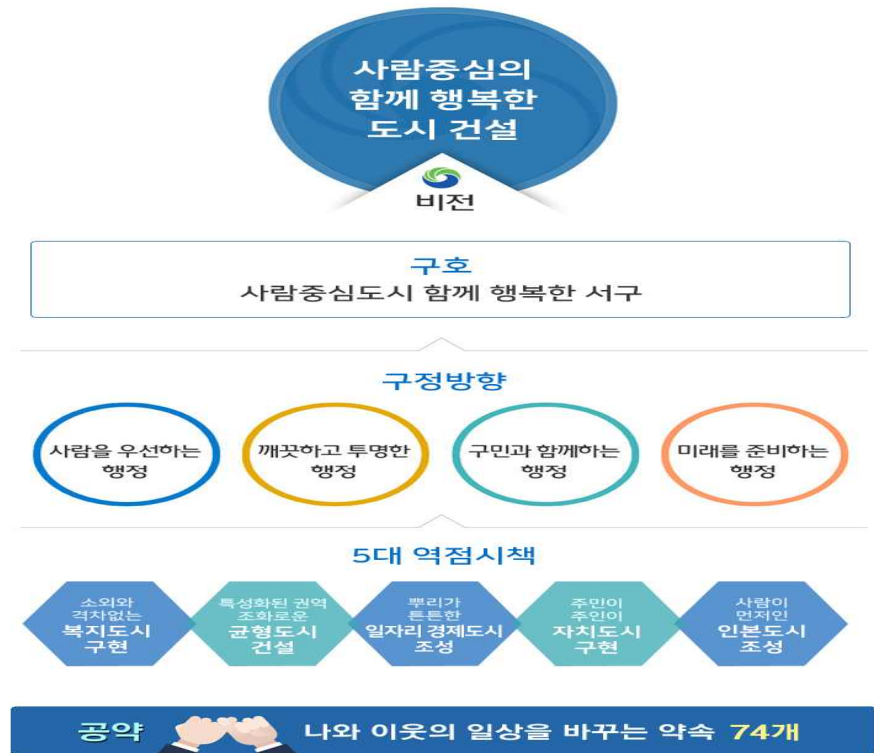 사람중심의
함께 행복한
도시 건설
비전
구호
사람중심도시 함께 행복한 서구
구정방향
사람을 우선하는
행정
깨끗하고 투명한
행정
구민과 함께하는
행정
미래를 준비하는
행정
5대 역점시책
소외와
격차없는
복지도시
구현
특성화된 권역
조화로운
균형도시
건설
뿌리가
튼튼한
일자리 경제도시
조성
주민이
주인이
자치도시
구현
사람이
먼저인
인본도시
조성
공약 나와 이웃의 일상을 바꾸는 약속 74개